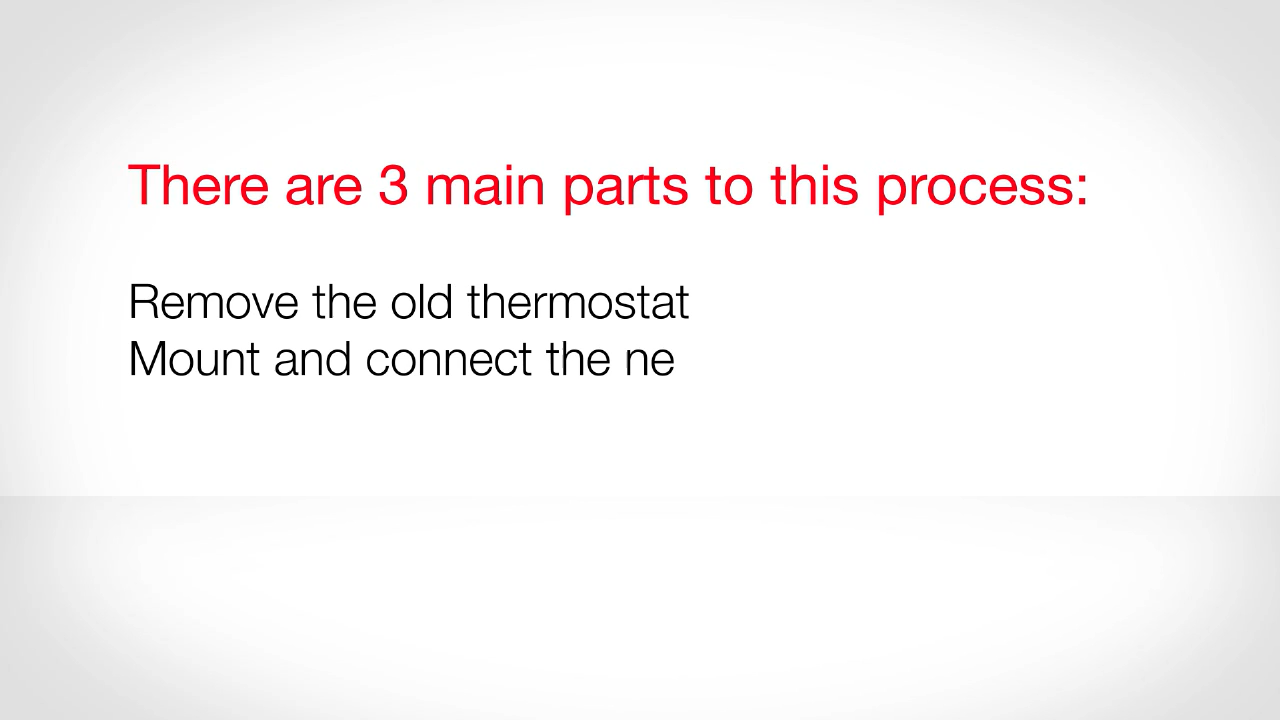 There are 3 main parts to this process:
Remove the old thermostat
Mount and connect the ne